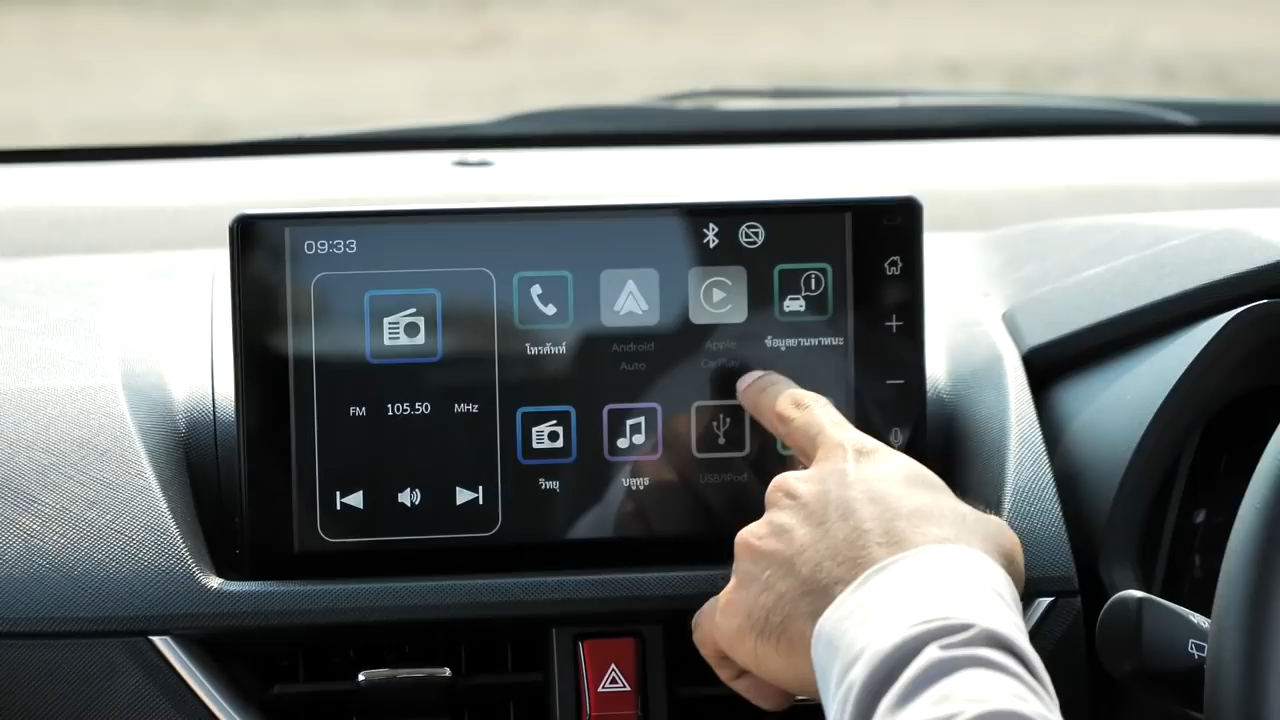 09:33
โทรศัพท์
Android
Auto
Apple
CarPlay
ข้อมูลยานพาหนะ
FM 105.50 MHz
วิทยุ
บลูทูธ
USB/iPod